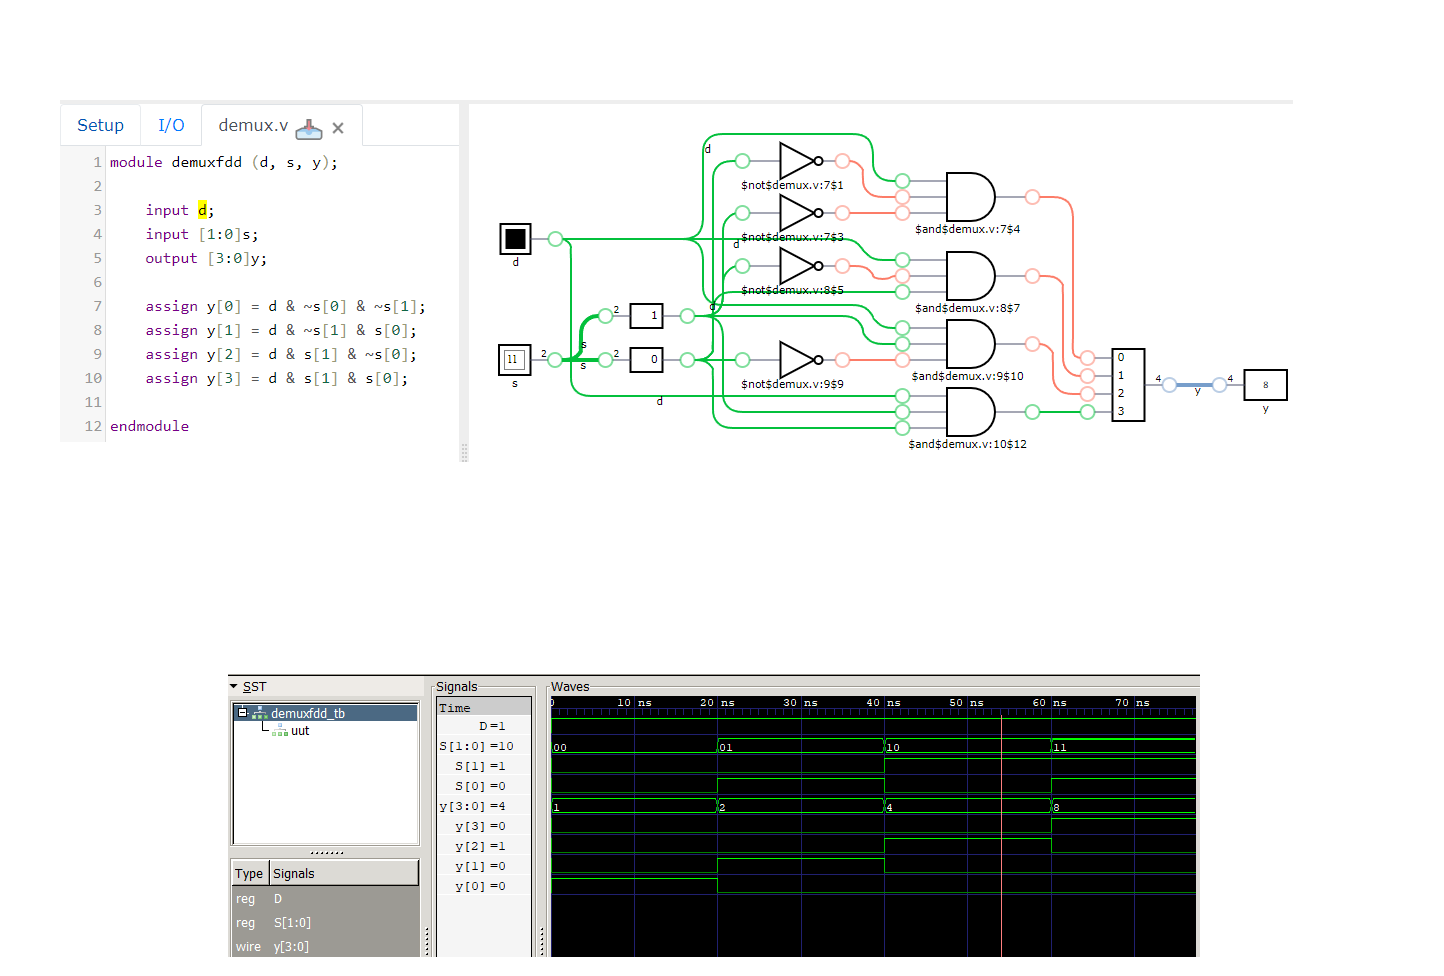 Setup I/O demux.v ×
1 module demuxfdd (d, s, y);
2
3 input d;
4 input [1:0]s;
5 output [3:0]y;
6
7 assign y[0] = d & ~s[0] & ~s[1];
8 assign y[1] = d & ~s[1] & s[0];
9 assign y[2] = d & s[1] & ~s[0];
10 assign y[3] = d & s[1] & s[0];
11
12 endmodule
d
$not$demux.v:7$1
$and$demux.v:7$4
$not$demux.v:7$3
d
d
$not$demux.v:8$5
$and$demux.v:8$7
d
2 1
s
11 2 2 0
s
s
$not$demux.v:9$9
$and$demux.v:9$10
d
$and$demux.v:10$12
0
1
2
3
4 4 8
y
y
SST
demuxfdd_tb
uut
Type Signals
reg D
reg S[1:0]
wire y[3:0]
Signals
Time
D=1
S[1:0]=10
S[1]=1
S[0]=0
y[3:0]=4
y[3]=0
y[2]=1
y[1]=0
y[0]=0
Waves
0 10 ns 20 ns 30 ns 40 ns 50 ns 60 ns 70 ns
00 01 10 11
1 2 4 8